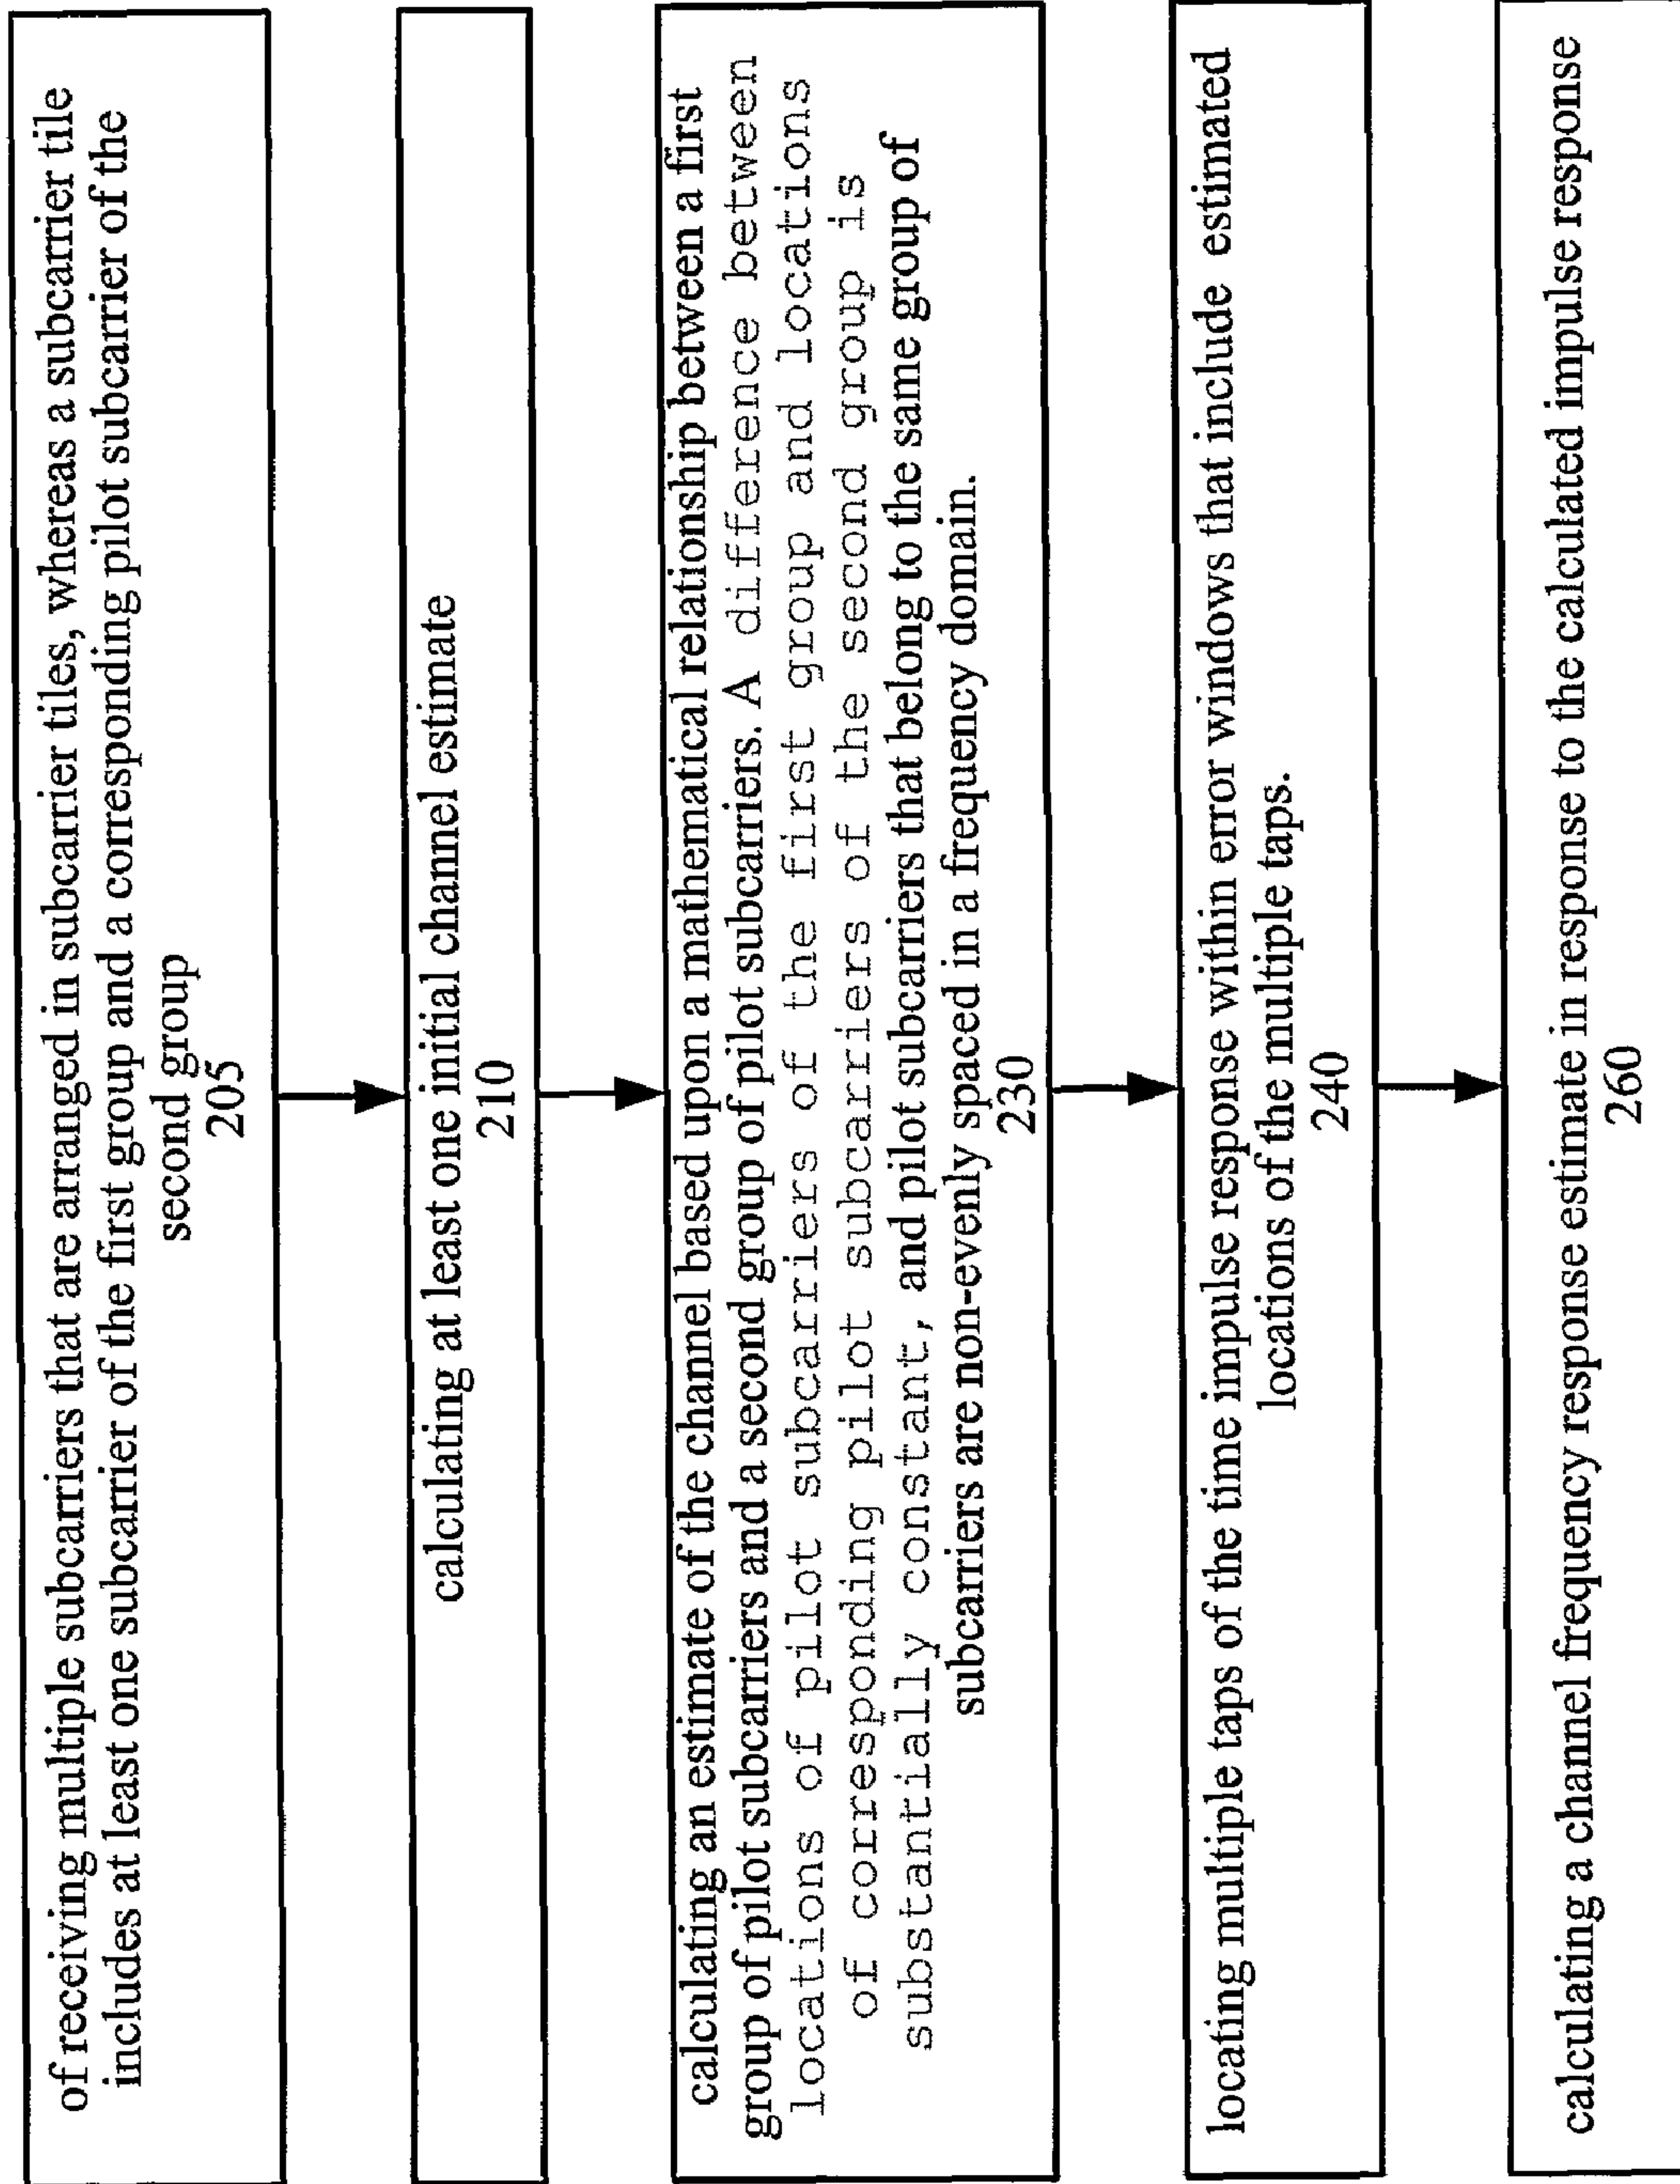 of receiving multiple subcarriers that are arranged in subcarrier tiles, whereas a subcarrier tile
includes at least one subcarrier of the first group and a corresponding pilot subcarrier of the
second group
205
calculating at least one initial channel estimate
210
calculating an estimate of the channel based upon a mathematical relationship between a first
group of pilot subcarriers and a second group of pilot subcarriers. A difference between
locations of pilot subcarriers of the first group and locations
of corresponding pilot subcarriers of the second group is
substantially constant, and pilot subcarriers that belong to the same group of
subcarriers are non-evenly spaced in a frequency domain.
230
locating multiple taps of the time impulse response within error windows that include estimated
locations of the multiple taps.
240
calculating a channel frequency response estimate in response to the calculated impulse response
260